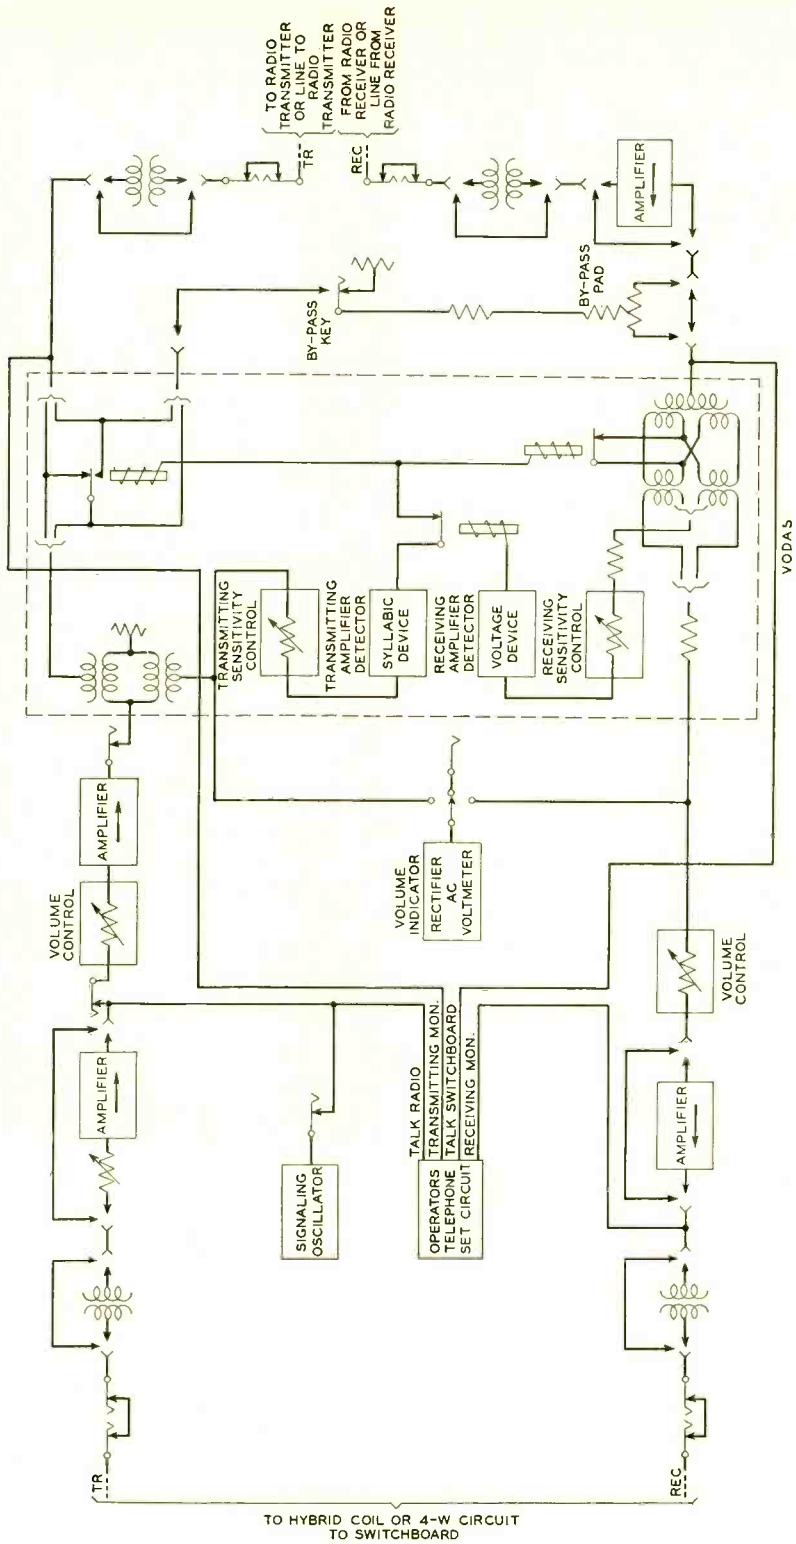 TO RADIO
TRANSMITTER
OR LINE TO
RADIO
TRANSMITTER
FROM RADIO
RECEIVER OR
LINE FROM
RADIO RECEIVER
TR
REC
AMPLIFIER
BY-PASS
KEY
BY-PASS
PAD
TRANSMITTING
SENSITIVITY
CONTROL
TRANSMITTING
AMPLIFIER
DETECTOR
SYLLABIC
DEVICE
RECEIVING
AMPLIFIER
DETECTOR
VOLTAGE
DEVICE
RECEIVING
SENSITIVITY
CONTROL
VODAS
AMPLIFIER
VOLUME
CONTROL
VOLUME
INDICATOR
RECTIFIER
AC
VOLTMETER
VOLUME
CONTROL
AMPLIFIER
TALK RADIO
TRANSMITTING MON.
TALK SWITCHBOARD
RECEIVING MON.
AMPLIFIER
SIGNALING
OSCILLATOR
OPERATORS
TELEPHONE
SET CIRCUIT
TR
REC
TO HYBRID COIL OR 4-W CIRCUIT
TO SWITCHBOARD